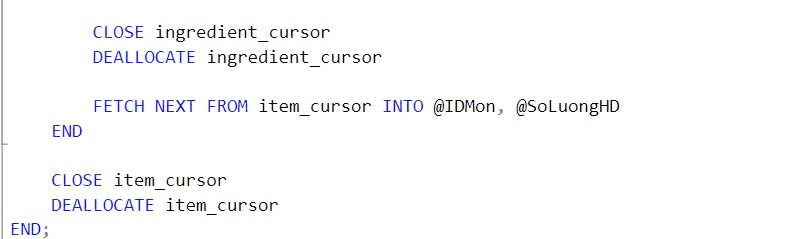 CLOSE ingredient_cursor
DEALLOCATE ingredient_cursor
FETCH NEXT FROM item_cursor INTO @IDMon, @SoLuongHD
END
CLOSE item_cursor
DEALLOCATE item_cursor
END;